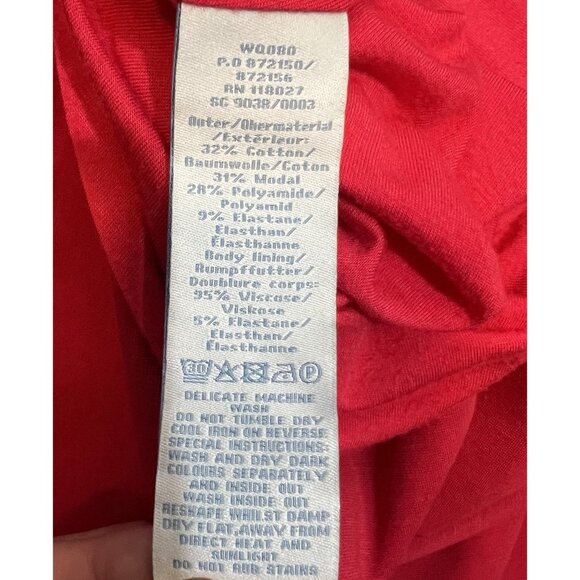 WQ080
P.O 872150/
872156
RN 118027
SC 9038/0003
Outer/Obermaterial
/Extérieur:
32% Cotton/
Baumwolle/Coton
31% Modal
28% Polyamide/
Polyamid
9% Elastane/
Elasthan/
Élasthanne
Body lining/
Rumpffutter/
Doublure corps:
95% Viscose/
Viskose
5% Elastane/
Elasthan/
Élasthanne
30 P
DELICATE MACHINE
WASH
DO NOT TUMBLE DRY
COOL IRON ON REVERSE
SPECIAL INSTRUCTIONS:
WASH AND DRY DARK
COLOURS SEPARATELY
AND INSIDE OUT
WASH INSIDE OUT
RESHAPE WHILST DAMP
DRY FLAT,AWAY FROM
DIRECT HEAT AND
SUNLIGHT
DO NOT RUB STAINS